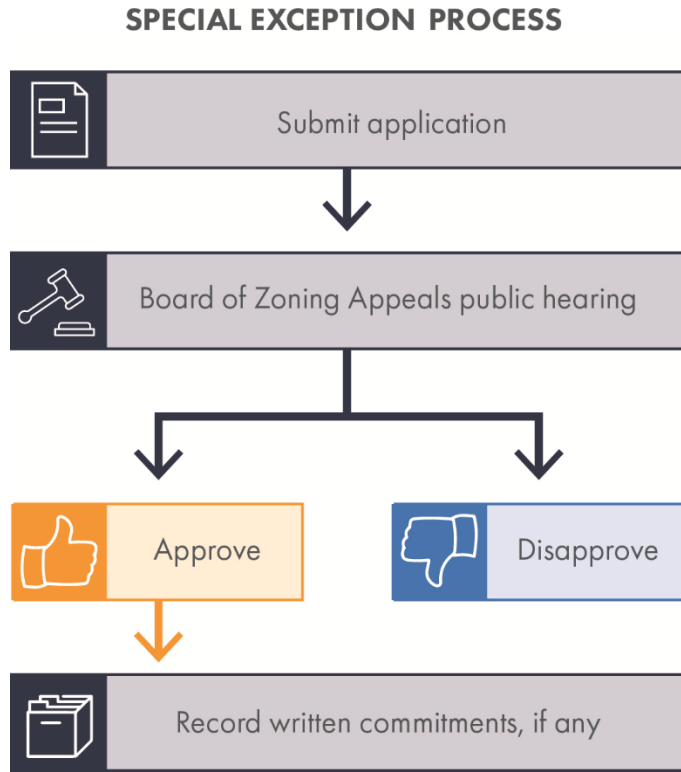 SPECIAL EXCEPTION PROCESS
Submit application
Board of Zoning Appeals public hearing
Approve
Disapprove
Record written commitments, if any